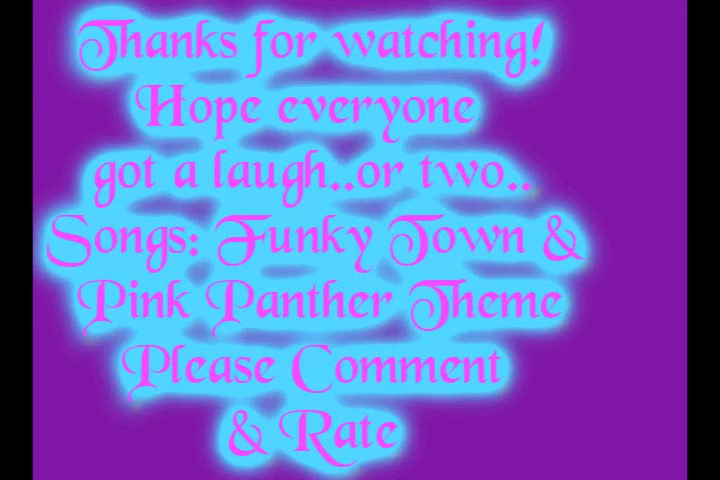 Thanks for watching!
Hope everyone
got a laugh..or two..
Songs: Funky Town &
Pink Panther Theme
Please Comment
& Rate